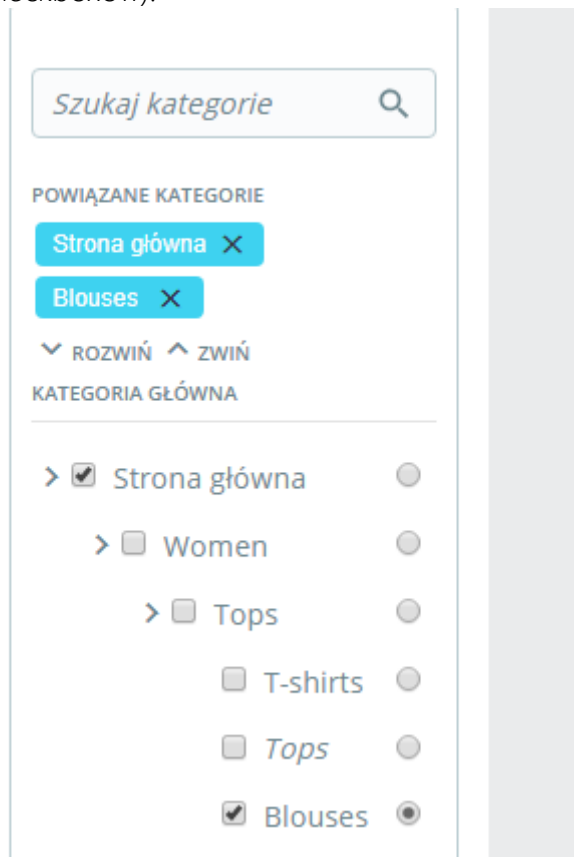 Szukaj kategorie
POWIĄZANE KATEGORIE
Strona główna
Blouses
ROZWIŃ ZWIŃ
KATEGORIA GŁÓWNA
Strona główna
Women
Tops
T-shirts
Tops
Blouses